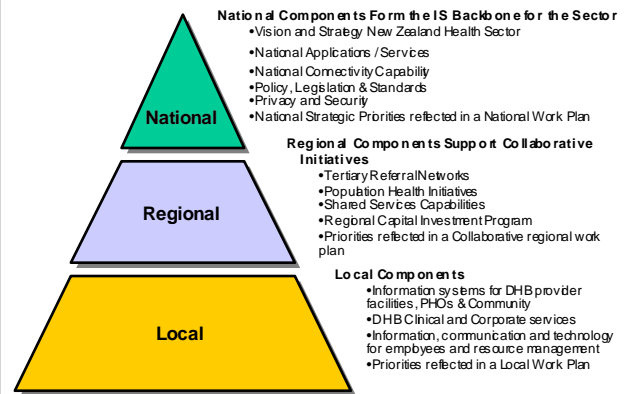 National Components Form the IS Backbone for the Sector
•Vision and Strategy New Zealand Health Sector
•National Applications / Services
•National Connectivity Capability
•Policy, Legislation & Standards
•Privacy and Security
•National Strategic Priorities reflected in a National Work Plan
National
Regional Components Support Collaborative
Initiatives
•Tertiary Referral Networks
•Population Health Initiatives
•Shared Services Capabilities
•Regional Capital Investment Program
•Priorities reflected in a Collaborative regional work
plan
Regional
Local Components
•Information systems for DHB provider
facilities, PHOs & Community
•DHB Clinical and Corporate services
•Information, communication and technology
for employees and resource management
•Priorities reflected in a Local Work Plan
Local